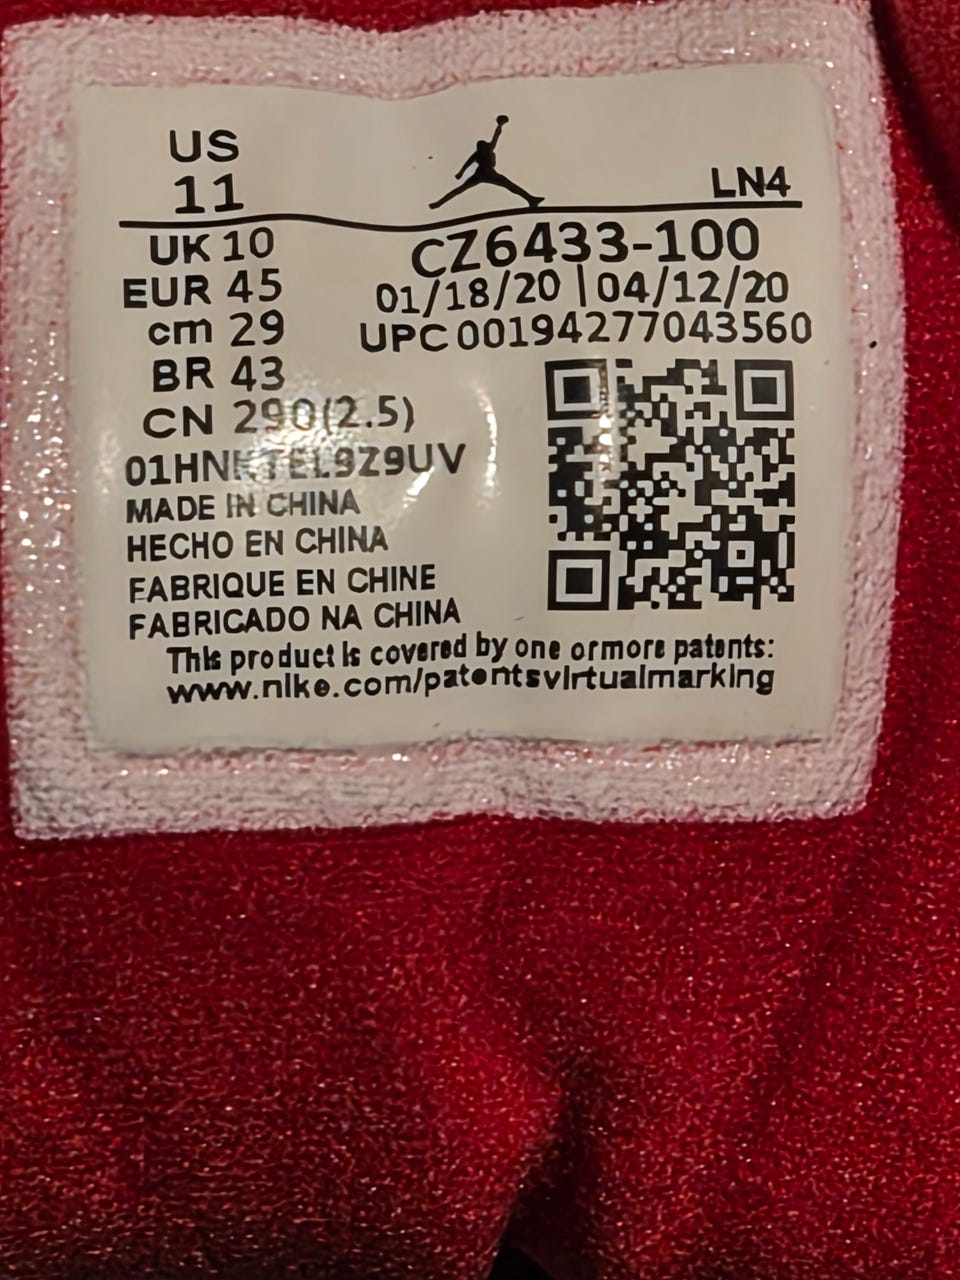 US
11
LN4
UK 10
EUR 45
cm 29
BR 43
CN 290(2.5)
CZ6433-100
01/18/20 | 04/12/20
UPC 00194277043560
MADE IN CHINA
HECHO EN CHINA
FABRIQUE EN CHINE
FABRICADO NA CHINA
This product is covered by one or more patents:
www.nike.com/patentsvirtualmarking